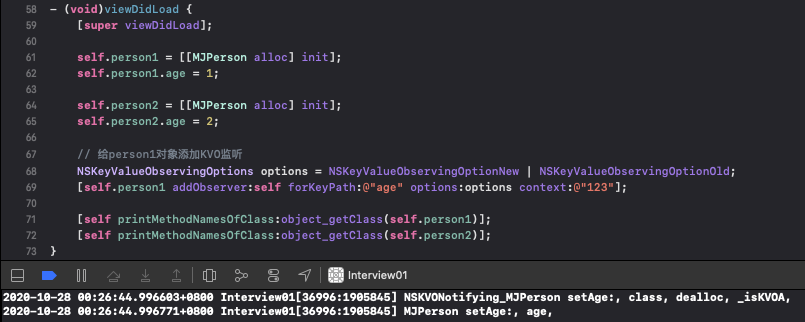 58 - (void)viewDidLoad {
59 [super viewDidLoad];
60
61 self.person1 = [[MJPerson alloc] init];
62 self.person1.age = 1;
63
64 self.person2 = [[MJPerson alloc] init];
65 self.person2.age = 2;
66
67 // 给person1对象添加KVO监听
68 NSKeyValueObservingOptions options = NSKeyValueObservingOptionNew | NSKeyValueObservingOptionOld;
69 [self.person1 addObserver:self forKeyPath:@"age" options:options context:@"123"];
70
71 [self printMethodNamesOfClass:object_getClass(self.person1)];
72 [self printMethodNamesOfClass:object_getClass(self.person2)];
73 }
Interview01
2020-10-28 00:26:44.996603+0800 Interview01[36996:1905845] NSKVONotifying_MJPerson setAge:, class, dealloc, _isKVOA,
2020-10-28 00:26:44.996771+0800 Interview01[36996:1905845] MJPerson setAge:, age,